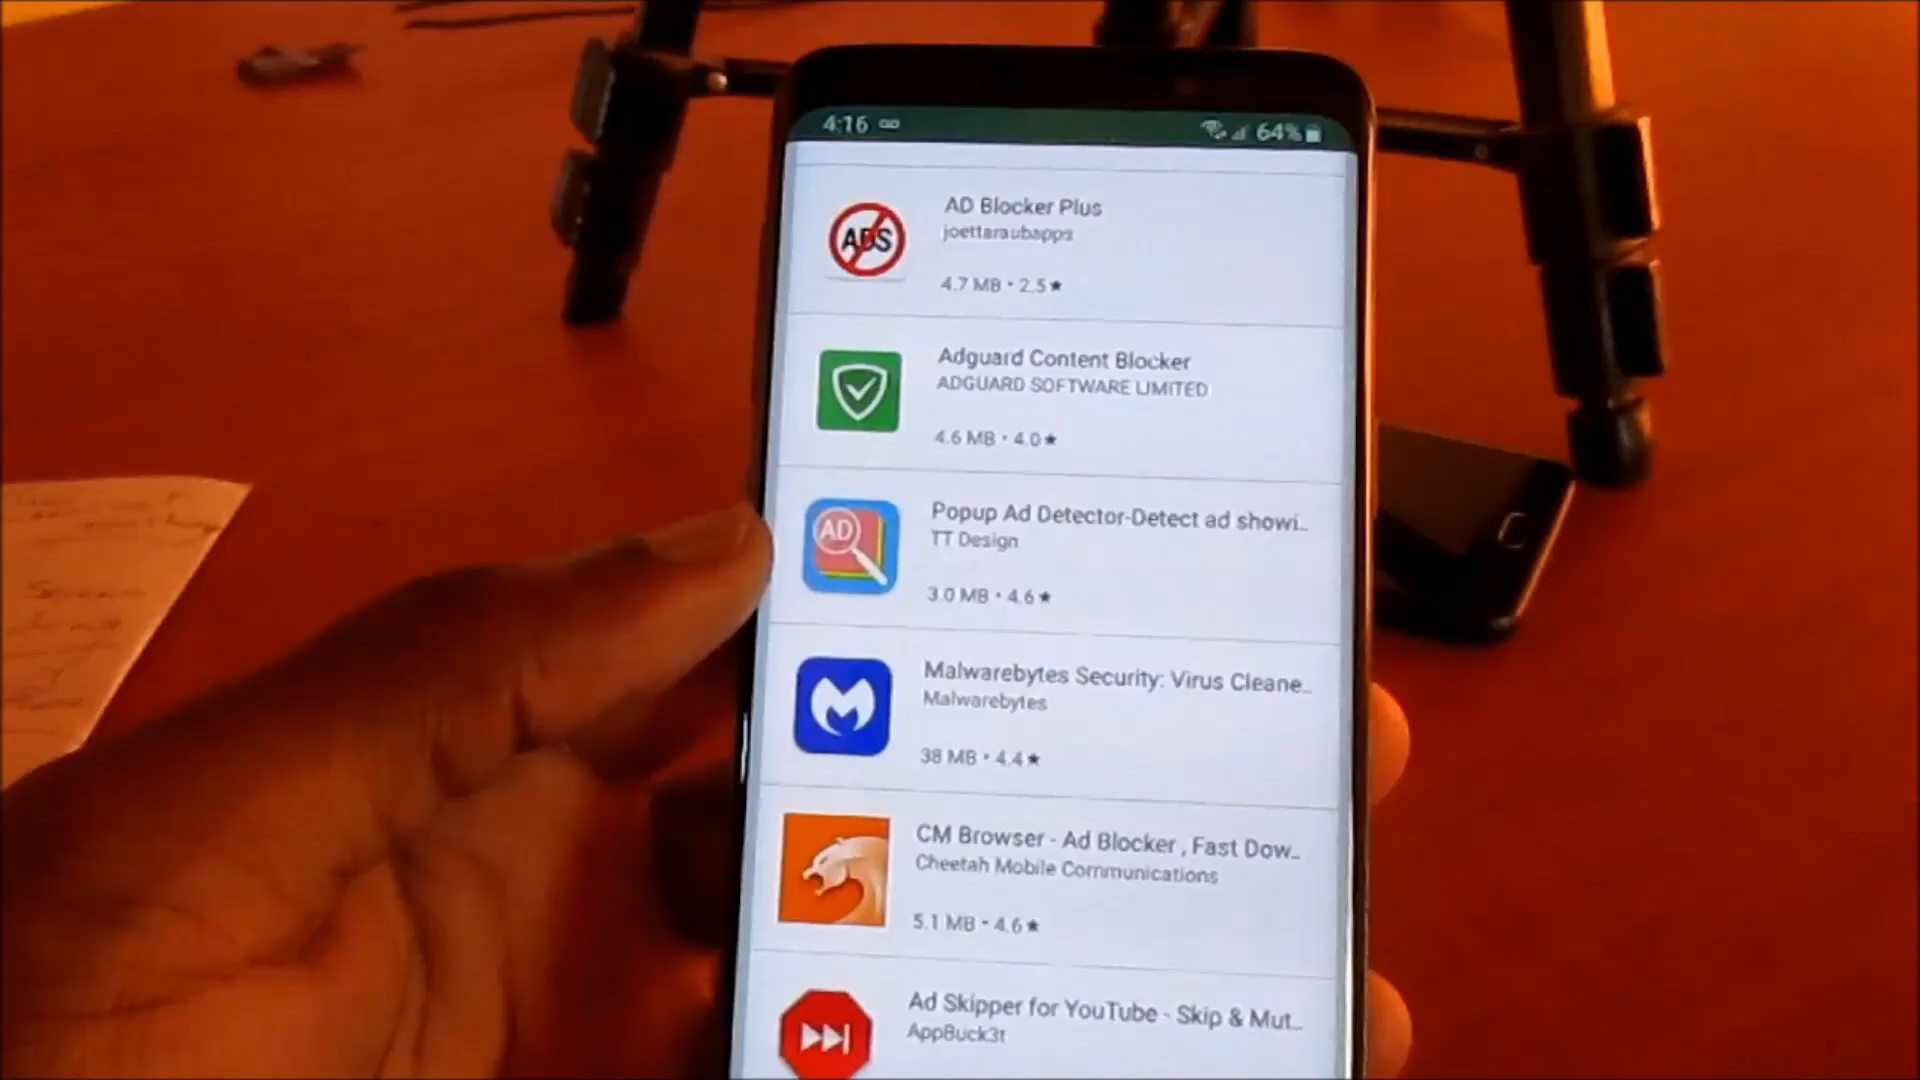 4:16 64%
AD Blocker Plus
joettaraubapps
ADS
4.7 MB • 2.5★
Adguard Content Blocker
ADGUARD SOFTWARE LIMITED
4.6 MB • 4.0★
Popup Ad Detector-Detect ad showi...
AD
TT Design
3.0 MB • 4.6★
Malwarebytes Security: Virus Cleane...
Malwarebytes
38 MB • 4.4★
CM Browser - Ad Blocker , Fast Dow...
Cheetah Mobile Communications
5.1 MB • 4.6★
Ad Skipper for YouTube - Skip & Mut...
AppBuck3t